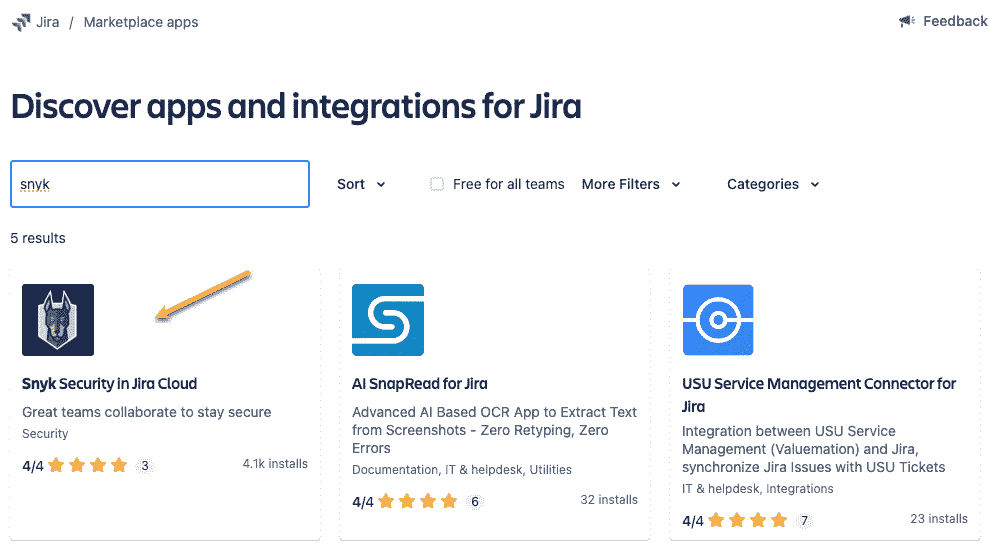 Jira / Marketplace apps
Feedback
Discover apps and integrations for Jira
snyk
Sort
Free for all teams
More Filters
Categories
5 results
Snyk Security in Jira Cloud
Great teams collaborate to stay secure
Security
4/4 3
4.1k installs
AI SnapRead for Jira
Advanced AI Based OCR App to Extract Text
from Screenshots - Zero Retyping, Zero
Errors
Documentation, IT & helpdesk, Utilities
4/4 6
32 installs
USU Service Management Connector for
Jira
Integration between USU Service
Management (Valuemation) and Jira,
synchronize Jira Issues with USU Tickets
IT & helpdesk, Integrations
4/4 7
23 installs